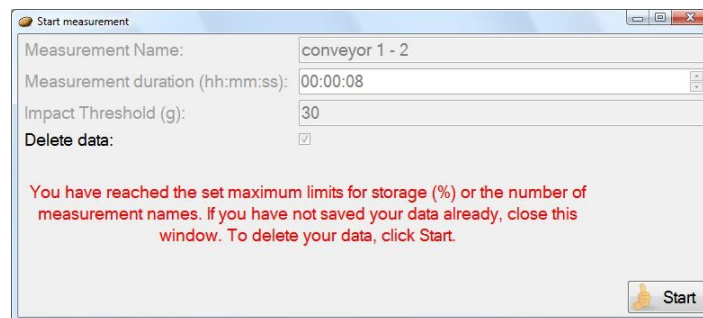 Start measurement
Measurement Name: conveyor 1 - 2
Measurement duration (hh:mm:ss): 00:00:08
Impact Threshold (g): 30
Delete data:
You have reached the set maximum limits for storage (%) or the number of
measurement names. If you have not saved your data already, close this
window. To delete your data, click Start.
Start